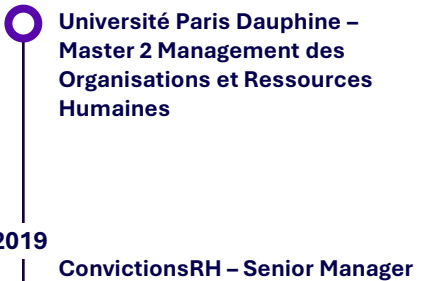 Université Paris Dauphine –
Master 2 Management des
Organisations et Ressources
Humaines
2019
ConvictionsRH – Senior Manager